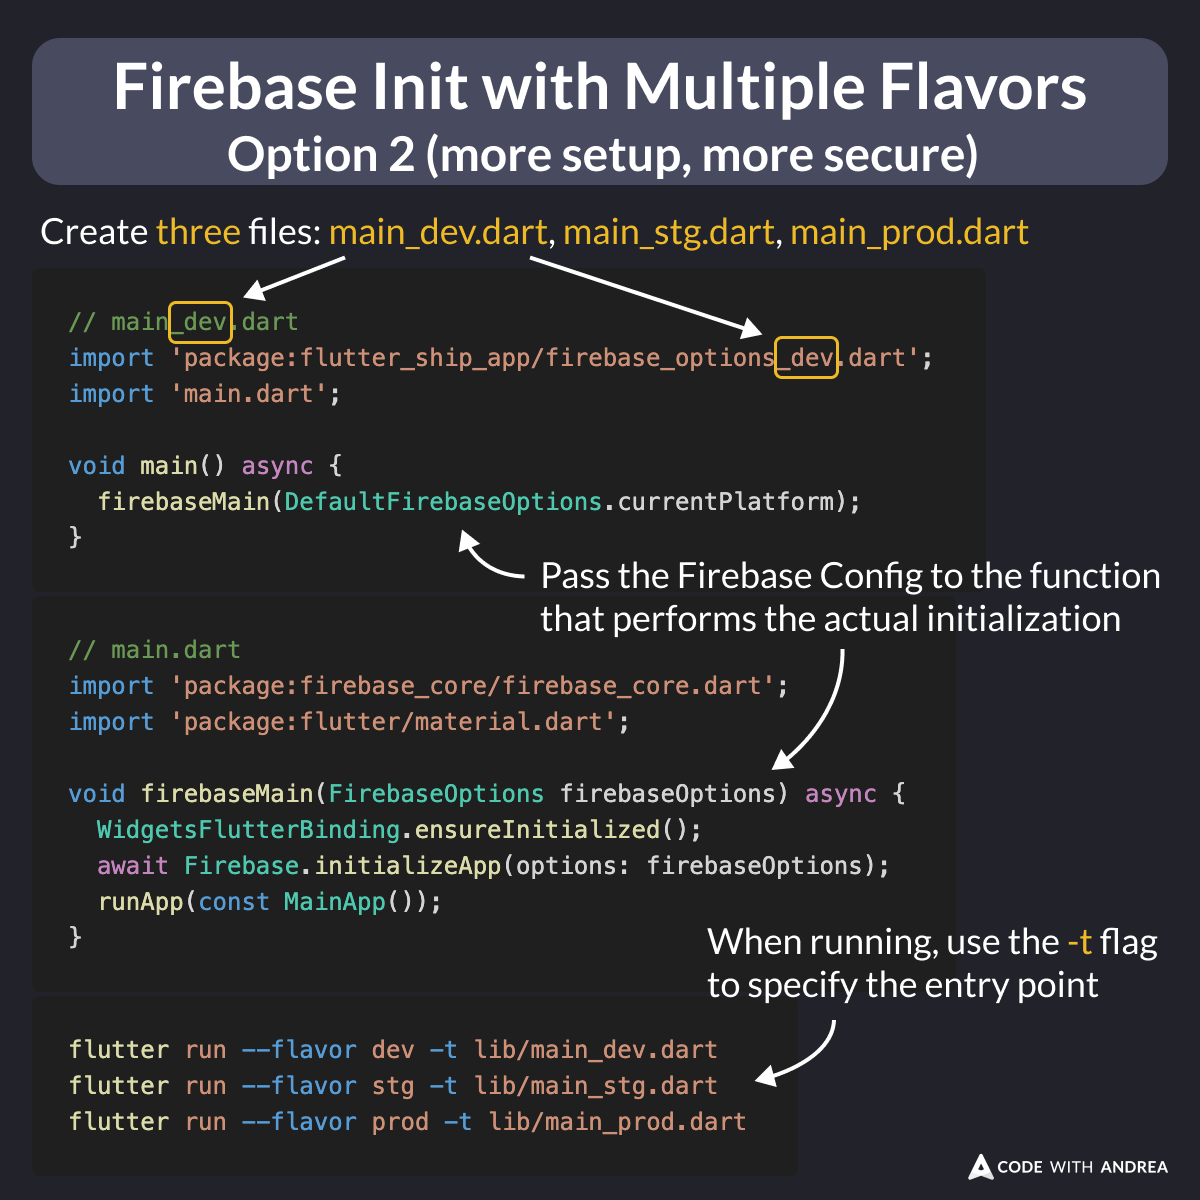 Firebase Init with Multiple Flavors
Option 2 (more setup, more secure)
Create three files: main_dev.dart, main_stg.dart, main_prod.dart
// main_dev.dart
import 'package:flutter_ship_app/firebase_options_dev.dart';
import 'main.dart';
void main() async {
  firebaseMain(DefaultFirebaseOptions.currentPlatform);
}
Pass the Firebase Config to the function
that performs the actual initialization
// main.dart
import 'package:firebase_core/firebase_core.dart';
import 'package:flutter/material.dart';
void firebaseMain(FirebaseOptions firebaseOptions) async {
  WidgetsFlutterBinding.ensureInitialized();
  await Firebase.initializeApp(options: firebaseOptions);
  runApp(const MainApp());
}
When running, use the -t flag
to specify the entry point
flutter run --flavor dev -t lib/main_dev.dart
flutter run --flavor stg -t lib/main_stg.dart
flutter run --flavor prod -t lib/main_prod.dart
CODE WITH ANDREA